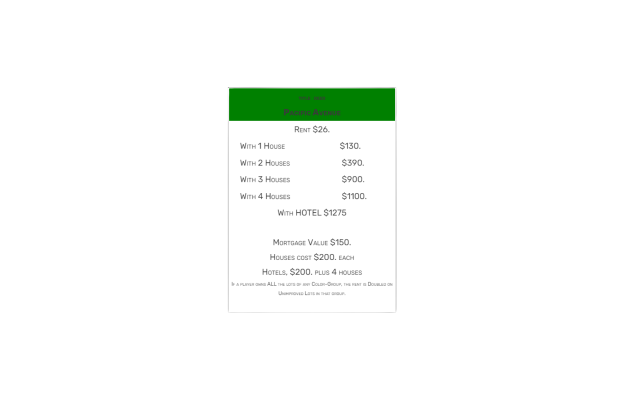 Title Deed
Pacific Avenue
Rent $26.
With 1 House $130.
With 2 Houses $390.
With 3 Houses $900.
With 4 Houses $1100.
With HOTEL $1275
Mortgage Value $150.
Houses cost $200. each
Hotels, $200. plus 4 houses
If a player owns ALL the lots of any Color-Group, the rent is Doubled on
Unimproved Lots in that group.